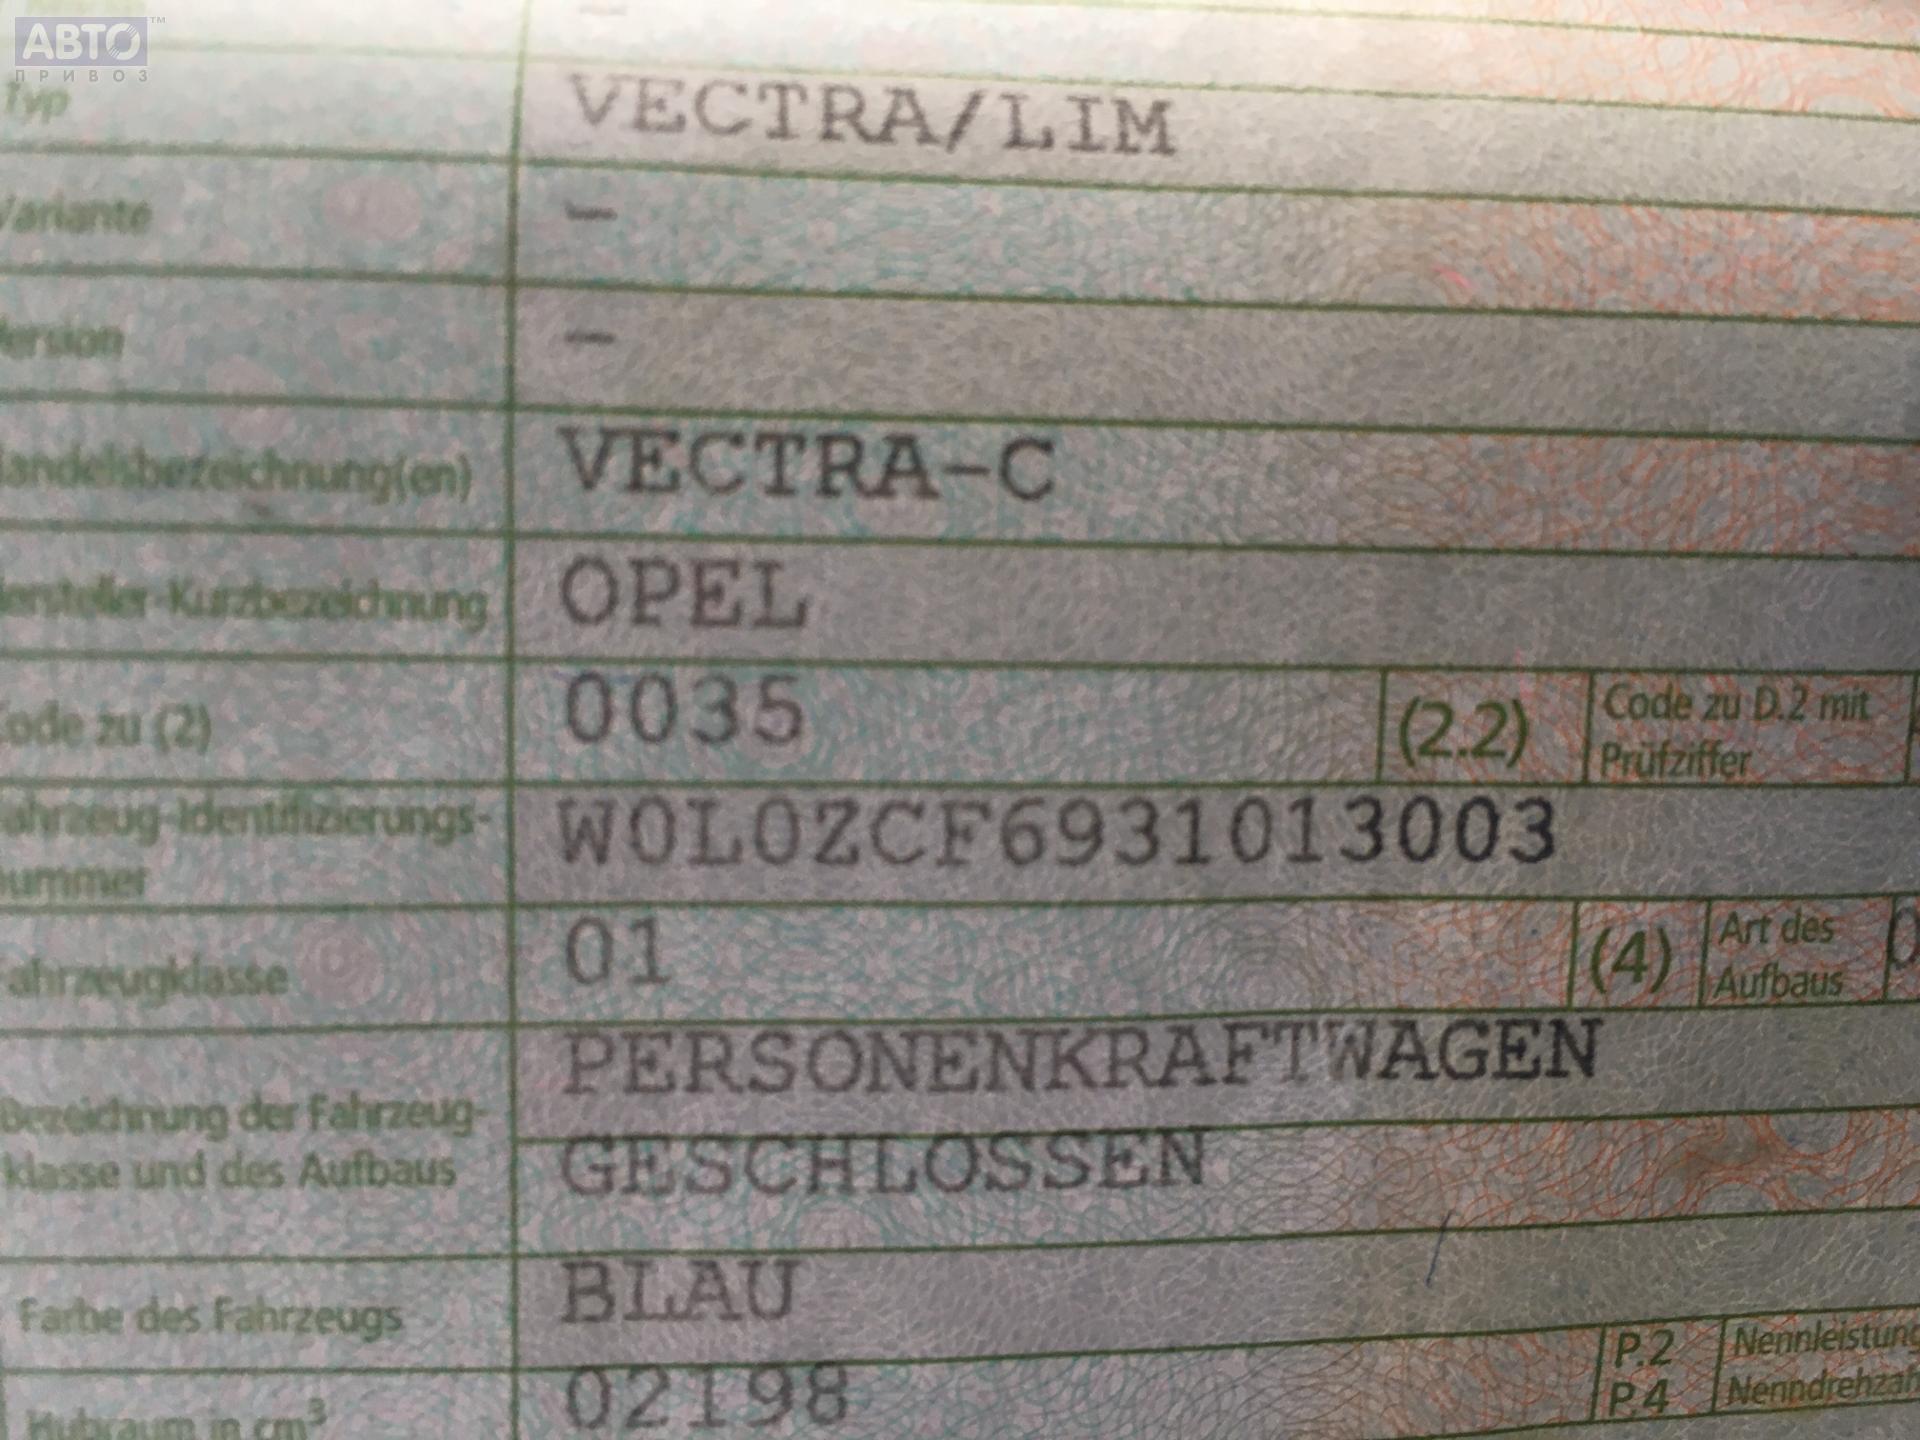 АВТО™
ПРИВОЗ
Typ VECTRA/LIM
Variante –
Version –
Handelsbezeichnung(en) VECTRA-C
Hersteller-Kurzbezeichnung OPEL
Code zu (2) 0035 (2.2) Code zu D.2 mit
Prüfziffer
Fahrzeug-Identifizierungs- W0L0ZCF6931013003
nummer
Fahrzeugklasse 01 (4) Art des
Aufbaus
PERSONENKRAFTWAGEN
Bezeichnung der Fahrzeug-
klasse und des Aufbaus GESCHLOSSEN
Farbe des Fahrzeugs BLAU
P.2 Nennleistung
Hubraum in cm³ 02198 P.4 Nenndrehzah